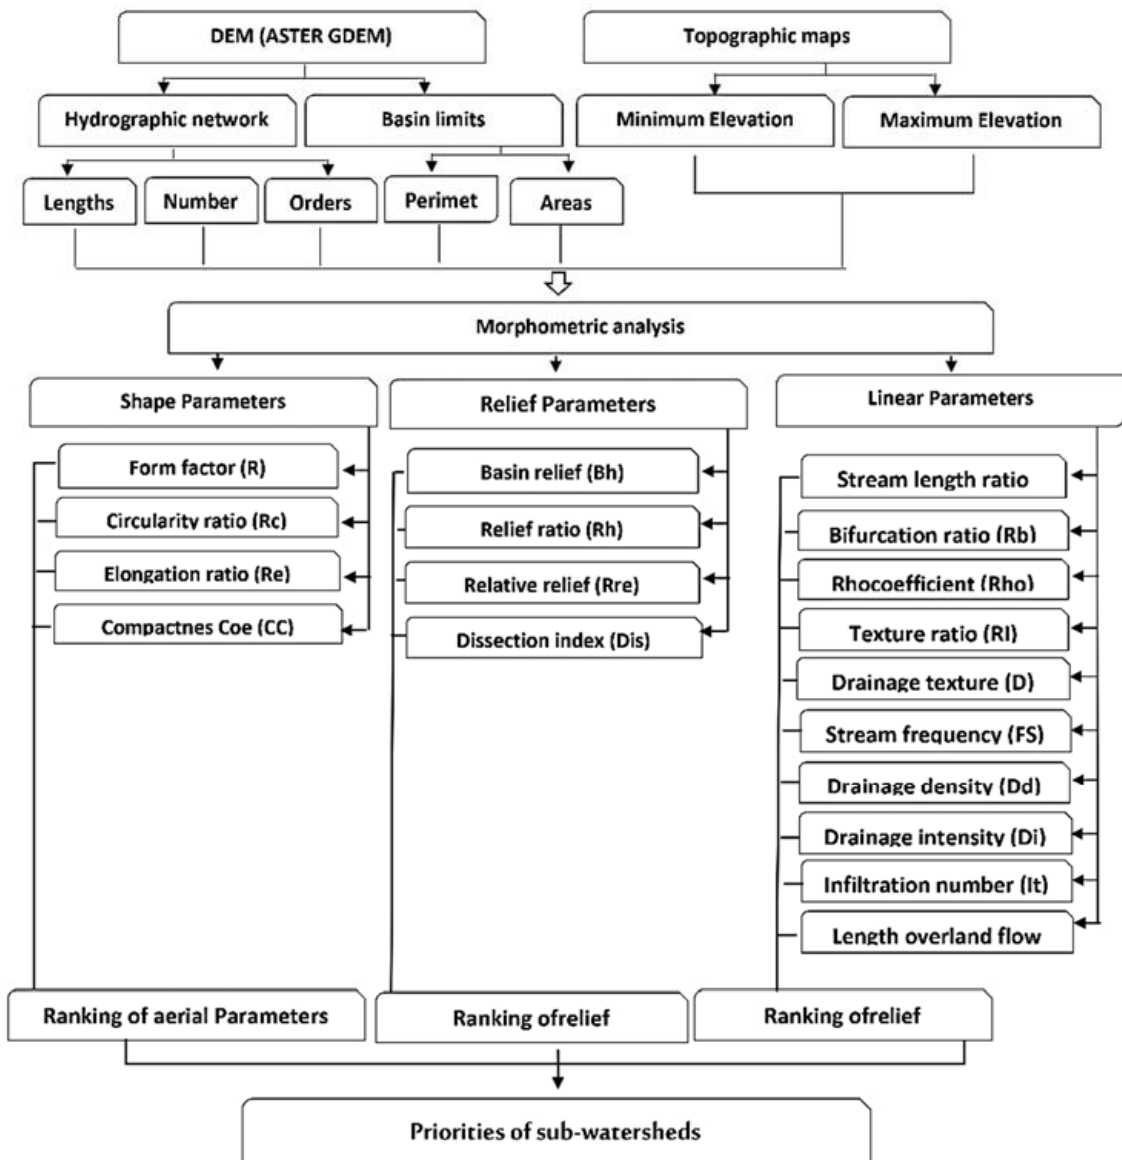 DEM (ASTER GDEM)
Topographic maps
Hydrographic network
Basin limits
Minimum Elevation
Maximum Elevation
Lengths
Number
Orders
Perimet
Areas
Morphometric analysis
Shape Parameters
Relief Parameters
Linear Parameters
Form factor (R)
Circularity ratio (Rc)
Elongation ratio (Re)
Compactnes Coe (CC)
Basin relief (Bh)
Relief ratio (Rh)
Relative relief (Rre)
Dissection index (Dis)
Stream length ratio
Bifurcation ratio (Rb)
Rhocoefficient (Rho)
Texture ratio (Rl)
Drainage texture (D)
Stream frequency (FS)
Drainage density (Dd)
Drainage intensity (Di)
Infiltration number (It)
Length overland flow
Ranking of aerial Parameters
Ranking ofrelief
Ranking ofrelief
Priorities of sub-watersheds